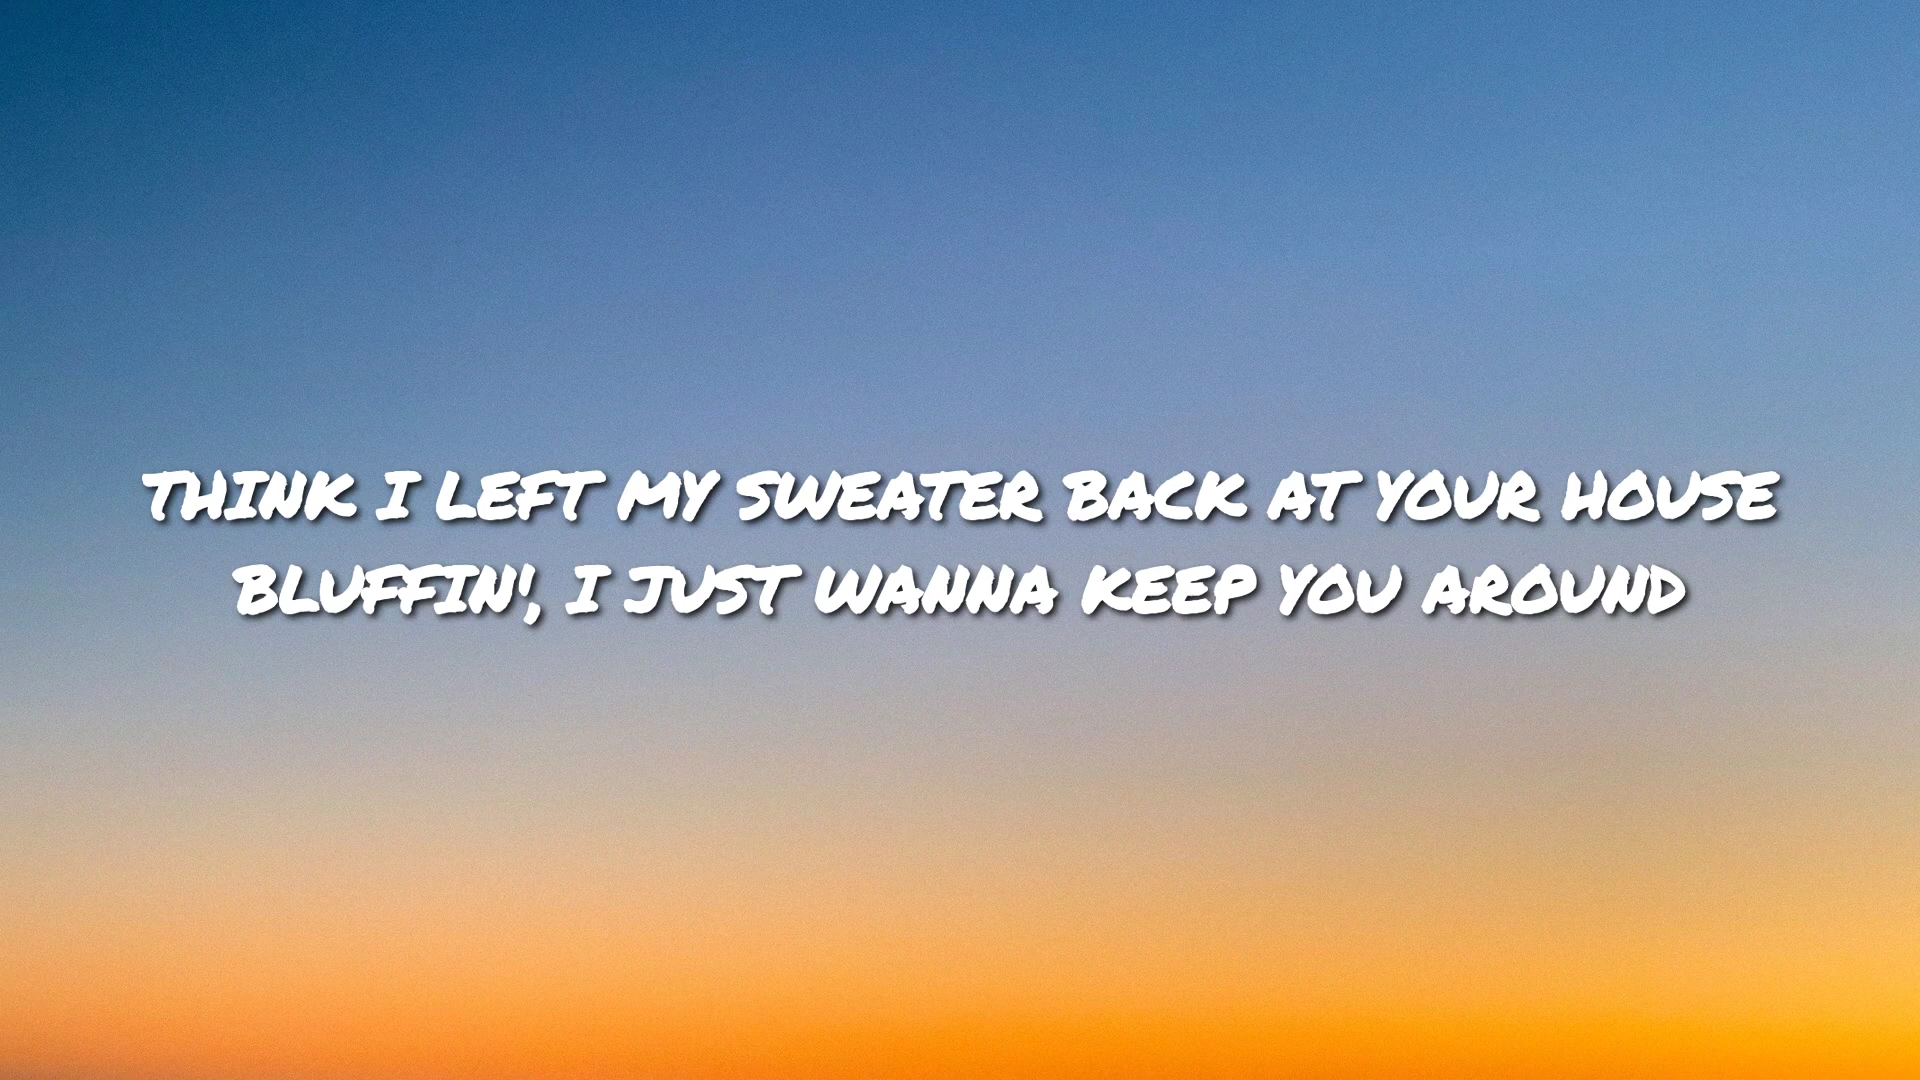 THINK I LEFT MY SWEATER BACK AT YOUR HOUSE
BLUFFIN', I JUST WANNA KEEP YOU AROUND